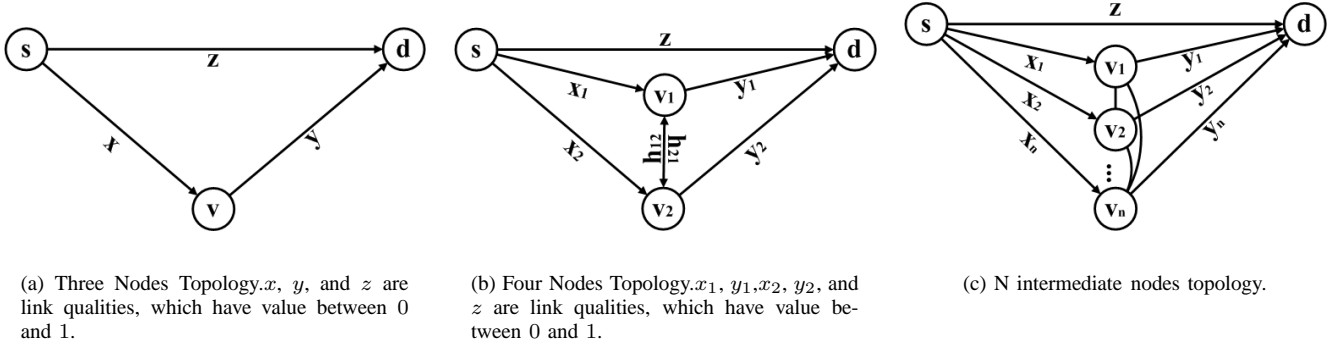 s
z
d
x
y
v
s
z
d
x₁
v₁
y₁
h₁₂
h₂₁
x₂
y₂
v₂
s
z
d
x₁
v₁
y₁
x₂
v₂
y₂
xₙ
...
yₙ
vₙ
(a) Three Nodes Topology.x, y, and z are
link qualities, which have value between 0
and 1.
(b) Four Nodes Topology.x₁, y₁,x₂, y₂, and
z are link qualities, which have value be-
tween 0 and 1.
(c) N intermediate nodes topology.